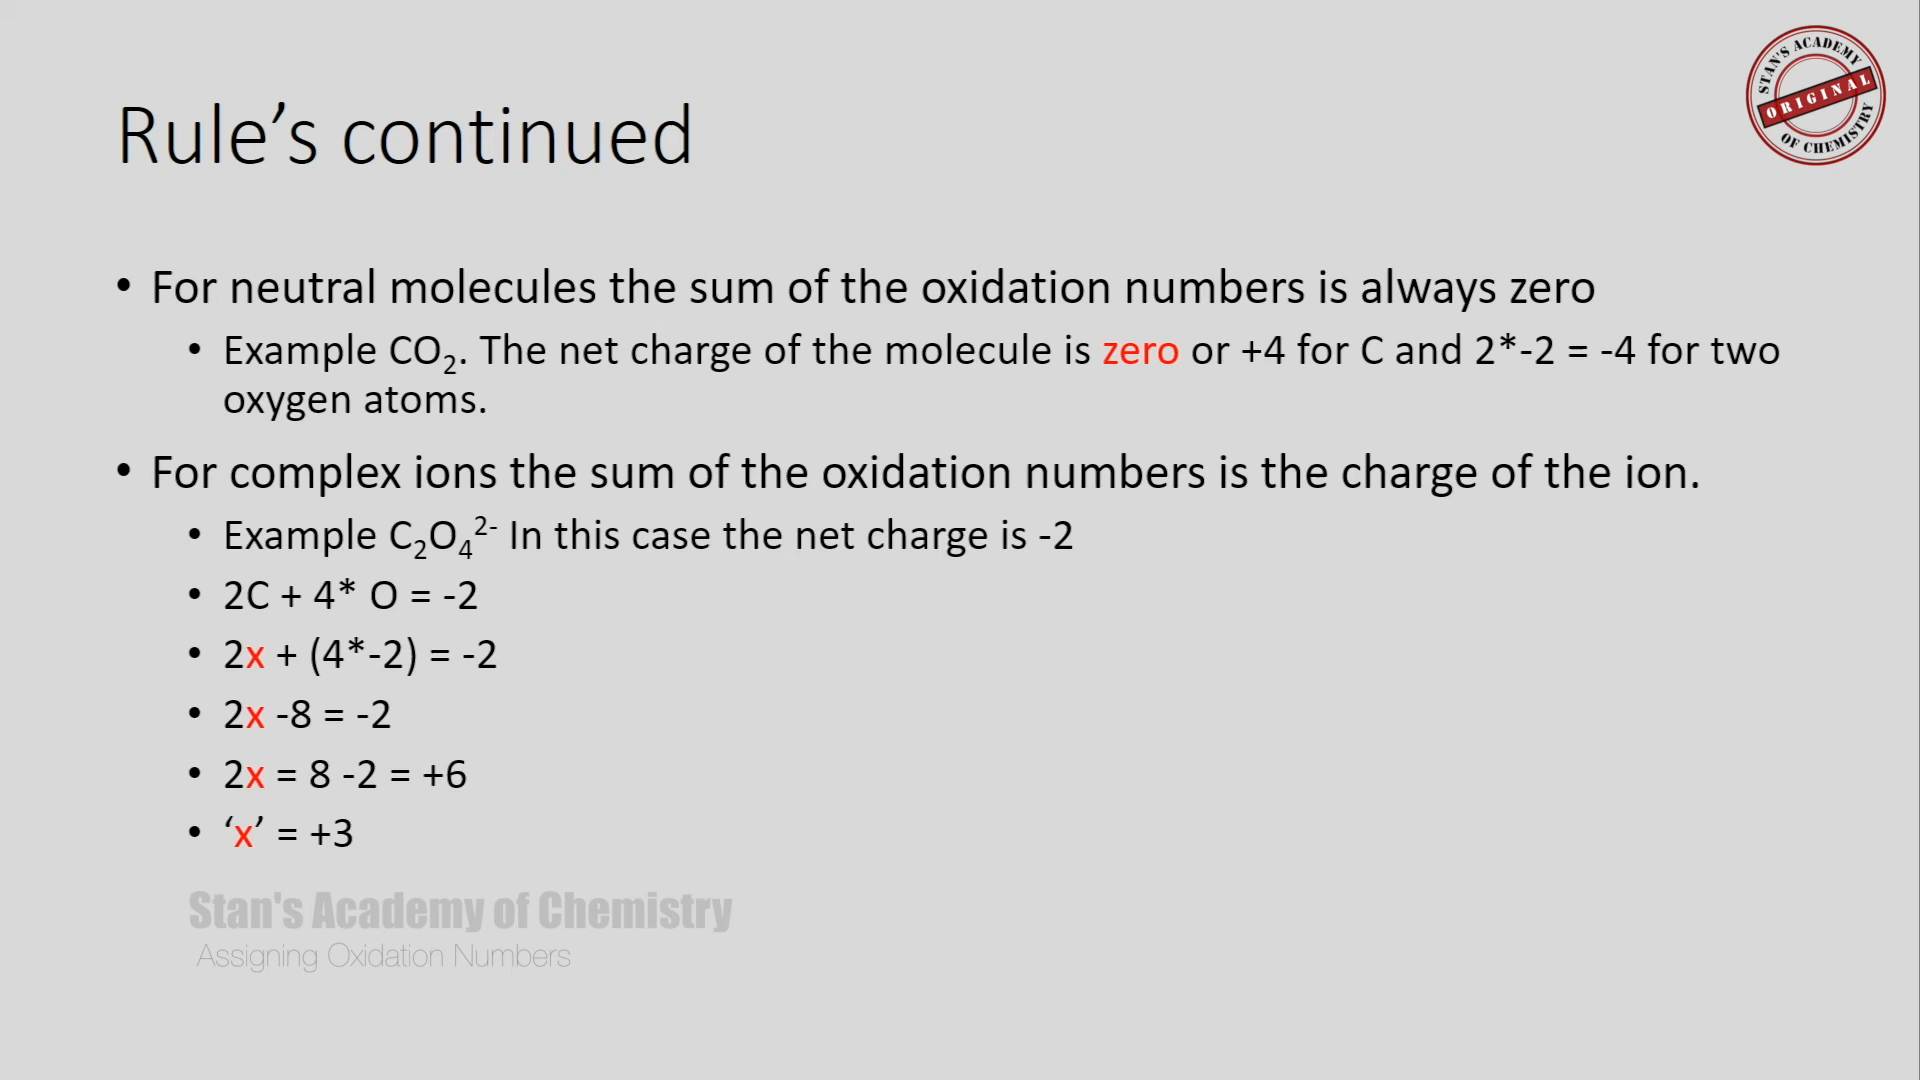 STAN'S ACADEMY
ORIGINAL
OF CHEMISTRY
Rule’s continued
• For neutral molecules the sum of the oxidation numbers is always zero
• Example CO₂. The net charge of the molecule is zero or +4 for C and 2*-2 = -4 for two
oxygen atoms.
• For complex ions the sum of the oxidation numbers is the charge of the ion.
• Example C₂O₄²⁻ In this case the net charge is -2
• 2C + 4* O = -2
• 2x + (4*-2) = -2
• 2x -8 = -2
• 2x = 8 -2 = +6
• ‘x’ = +3
Stan's Academy of Chemistry
Assigning Oxidation Numbers